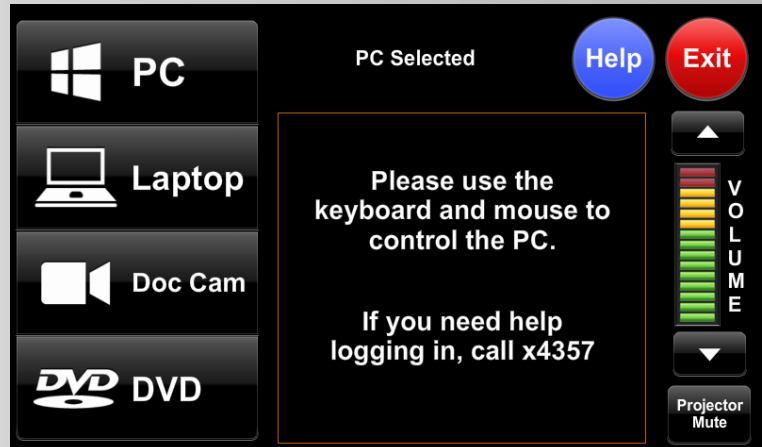 PC
Laptop
Doc Cam
DVD
DVD
PC Selected
Help
Exit
Please use the
keyboard and mouse to
control the PC.
If you need help
logging in, call x4357
VOLUME
Projector
Mute